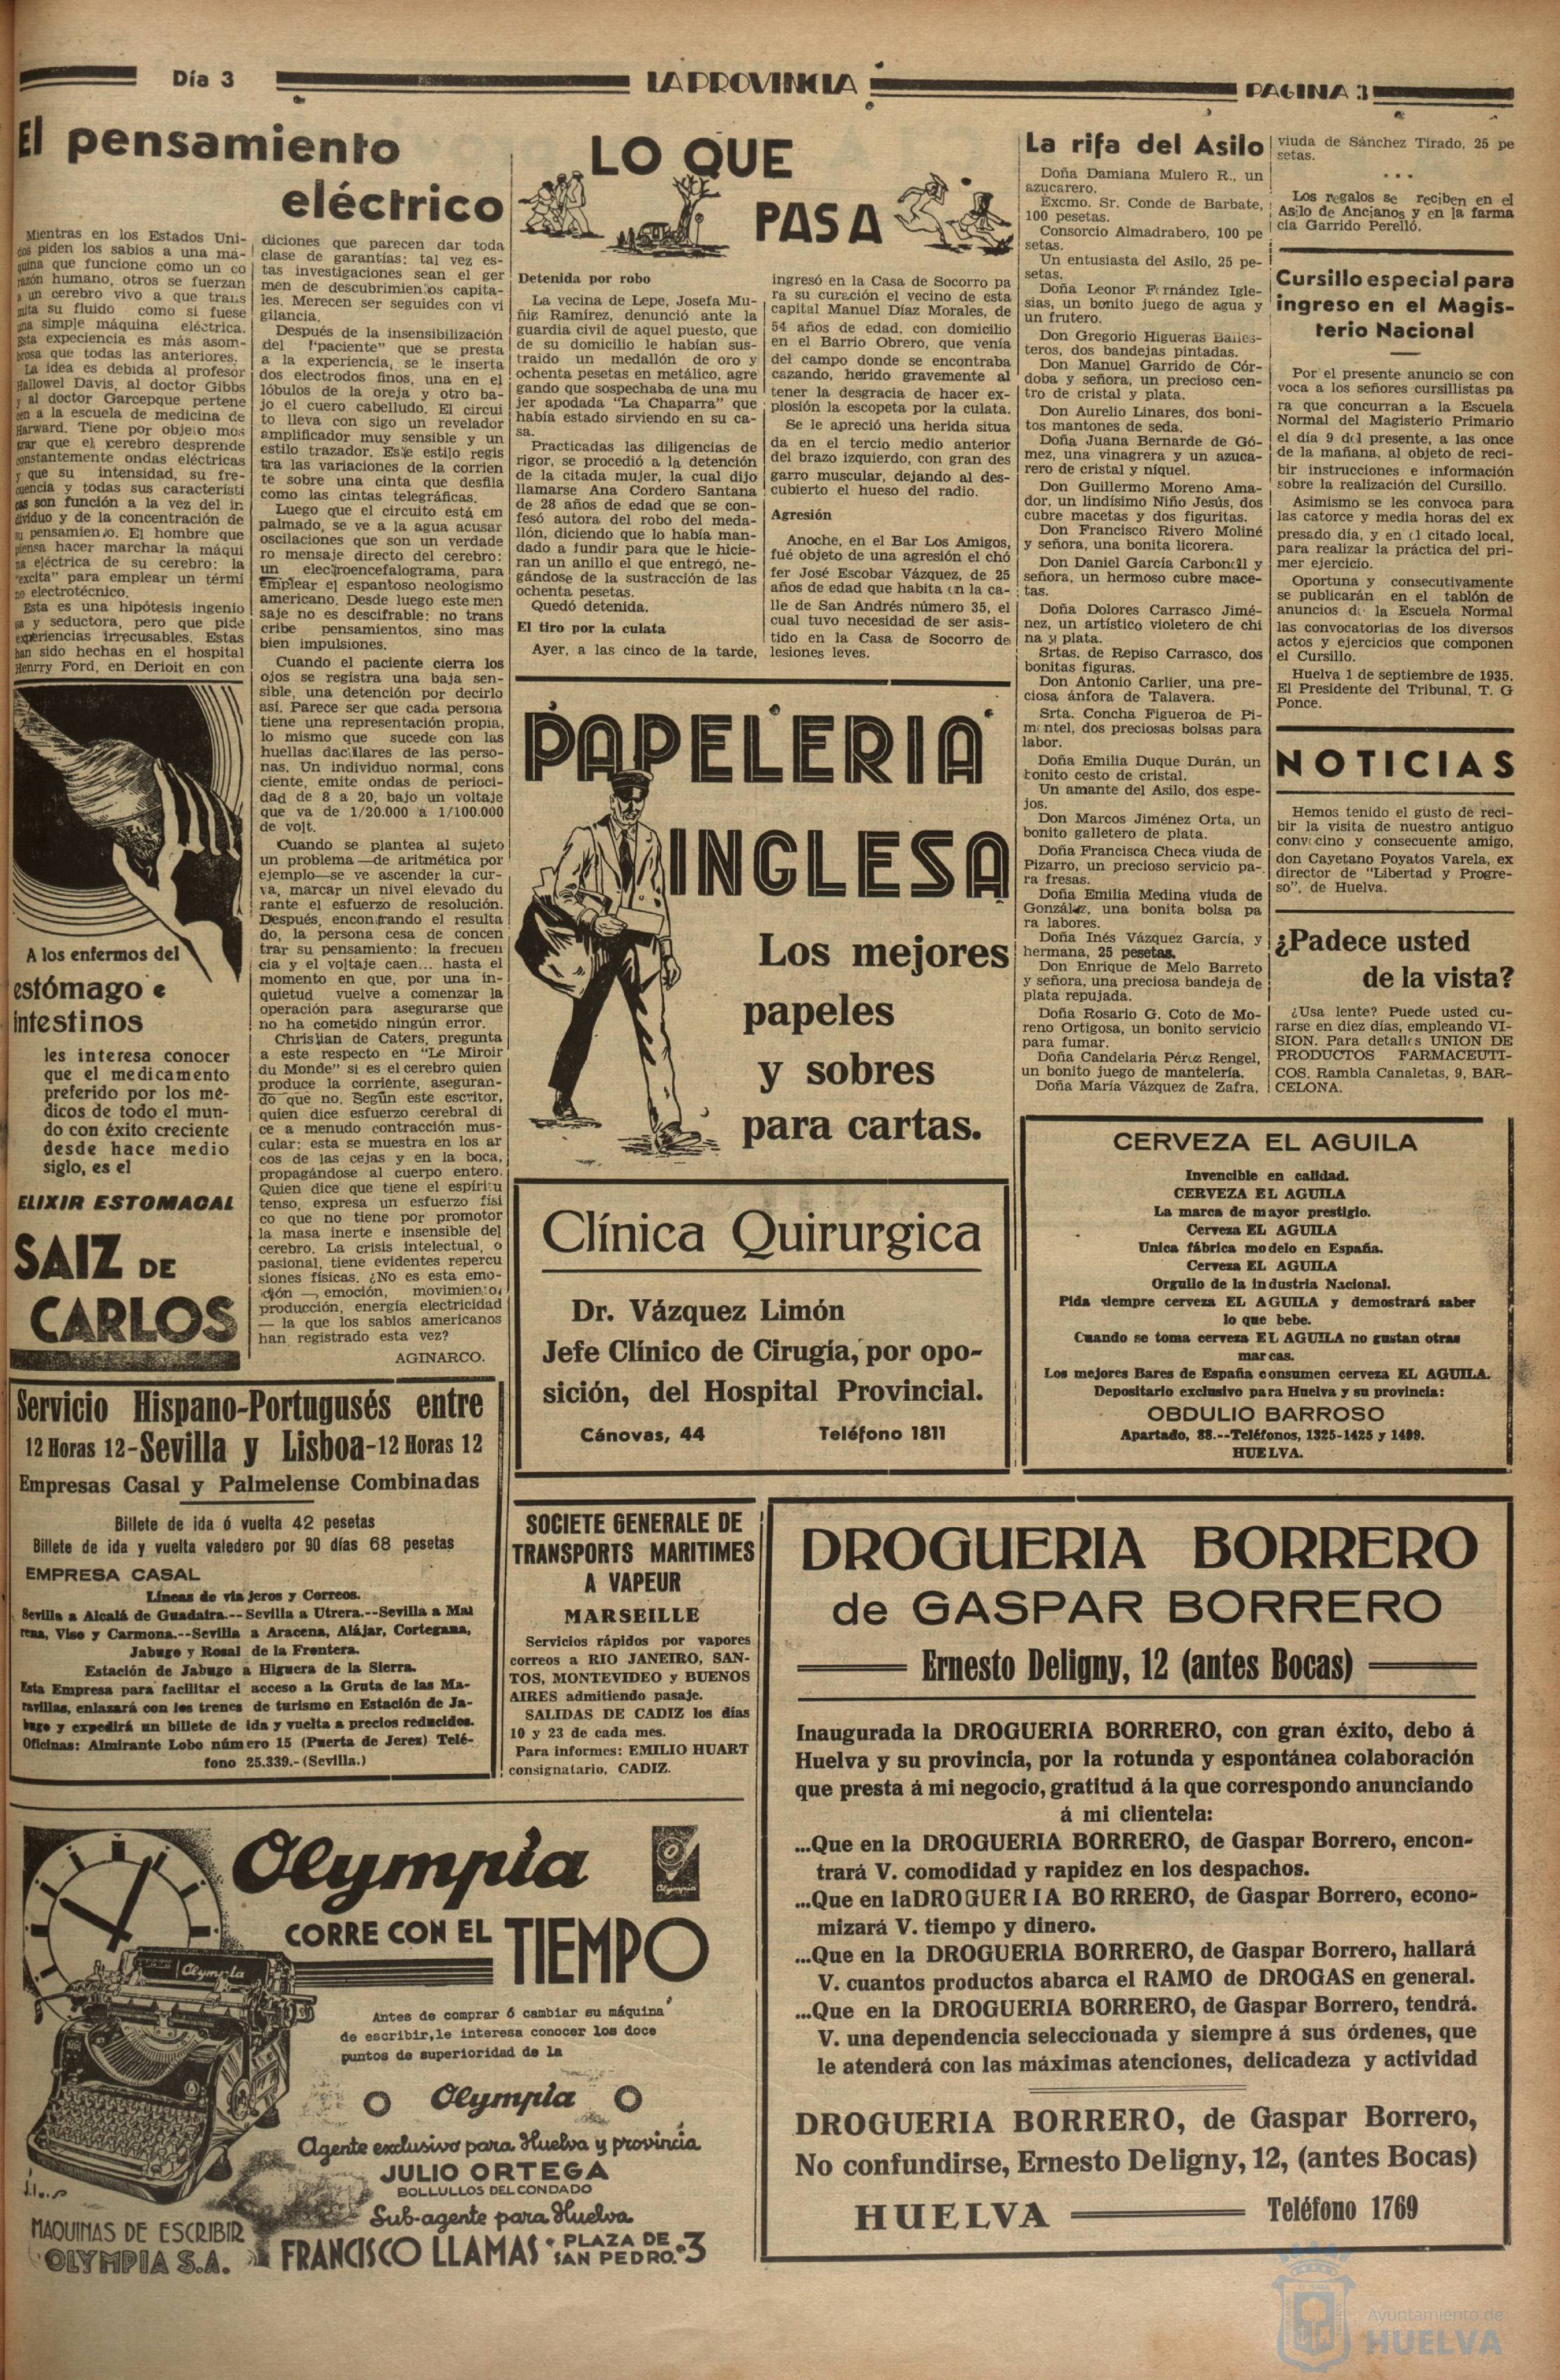 Día 3
LA PROVINCIA
PAGINA 3
El pensamiento
eléctrico
Mientras en los Estados Uni-
dos piden los sabios a una má-
quina que funcione como un co
razón humano, otros se fuerzan
a un cerebro vivo a que trans
mita su fluido como si fuese
una simple máquina eléctrica.
Esta expeciencia es más asom-
brosa que todas las anteriores.
La idea es debida al profesor
Hallowel Davis, al doctor Gibbs
y al doctor Garcepque pertene
cen a la escuela de medicina de
Harward. Tiene por objeto mos
trar que el cerebro desprende
constantemente ondas eléctricas
y que su intensidad, su fre-
cuencia y todas sus característi
cas son función a la vez del in
dividuo y de la concentración de
su pensamiento. El hombre que
piensa hacer marchar la máqui
na eléctrica de su cerebro: la
"excita" para emplear un térmi
no electrotécnico.
Esta es una hipótesis ingenio
sa y seductora, pero que pide
experiencias irrecusables. Estas
han sido hechas en el hospital
Henrry Ford, en Derioit en con
diciones que parecen dar toda
clase de garantías: tal vez es-
tas investigaciones sean el ger
men de descubrimientos capita-
les. Merecen ser seguides con vi
gilancia.
Después de la insensibilización
del "paciente" que se presta
a la experiencia, se le inserta
dos electrodos finos, una en el
lóbulos de la oreja y otro ba-
jo el cuero cabelludo. El circui
to lleva con sigo un revelador
amplificador muy sensible y un
estilo trazador. Este estilo regis
tra las variaciones de la corrien
te sobre una cinta que desfila
como las cintas telegráficas.
Luego que el circuito está em
palmado, se ve a la agua acusar
oscilaciones que son un verdade
ro mensaje directo del cerebro:
un electroencefalograma, para
emplear el espantoso neologismo
americano. Desde luego este men
saje no es descifrable: no trans
cribe pensamientos, sino mas
bien impulsiones.
Cuando el paciente cierra los
ojos se registra una baja sen-
sible, una detención por decirlo
así. Parece ser que cada persona
tiene una representación propia,
lo mismo que sucede con las
huellas dactilares de las perso-
nas. Un individuo normal, cons
ciente, emite ondas de perioci-
dad de 8 a 20, bajo un voltaje
que va de 1/20.000 a 1/100.000
de volt.
Cuando se plantea al sujeto
un problema —de aritmética por
ejemplo—se ve ascender la cur-
va, marcar un nivel elevado du
rante el esfuerzo de resolución.
Después, encontrando el resulta
do, la persona cesa de concen
trar su pensamiento: la frecuen
cia y el voltaje caen... hasta el
momento en que, por una in-
quietud vuelve a comenzar la
operación para asegurarse que
no ha cometido ningún error.
Christian de Caters, pregunta
a este respecto en "Le Miroir
du Monde" si es el cerebro quien
produce la corriente, aseguran-
do que no. Según este escritor,
quien dice esfuerzo cerebral di
ce a menudo contracción mus-
cular: esta se muestra en los ar
cos de las cejas y en la boca,
propagándose al cuerpo entero.
Quien dice que tiene el espíritu
tenso, expresa un esfuerzo físi
co que no tiene por promotor
la masa inerte e insensible del
cerebro. La crisis intelectual, o
pasional, tiene evidentes repercu
siones físicas. ¿No es esta emo-
ción —, emoción, movimiento,
producción, energía electricidad
— la que los sabios americanos
han registrado esta vez?
AGINARCO.
A los enfermos del
estómago e
intestinos
les interesa conocer
que el medicamento
preferido por los mé-
dicos de todo el mun-
do con éxito creciente
desde hace medio
siglo, es el
ELIXIR ESTOMACAL
SAIZ DE
CARLOS
Servicio Hispano-Portugusés entre
12 Horas 12-Sevilla y Lisboa-12 Horas 12
Empresas Casal y Palmelense Combinadas
Billete de ida ó vuelta 42 pesetas
Billete de ida y vuelta valedero por 90 días 68 pesetas
EMPRESA CASAL
Líneas de viajeros y Correos.
Sevilla a Alcalá de Guadaira.--Sevilla a Utrera.--Sevilla a Mai
rena, Viso y Carmona.--Sevilla a Aracena, Alájar, Cortegana,
Jabugo y Rosal de la Frontera.
Estación de Jabugo a Higuera de la Sierra.
Esta Empresa para facilitar el acceso a la Gruta de las Ma-
ravillas, enlazará con los trenes de turismo en Estación de Ja-
bugo y expedirá un billete de ida y vuelta a precios reducidos.
Oficinas: Almirante Lobo número 15 (Puerta de Jerez) Telé-
fono 25.339.- (Sevilla.)
LO QUE
PASA
Detenida por robo
La vecina de Lepe, Josefa Mu-
ñiz Ramírez, denunció ante la
guardia civil de aquel puesto, que
de su domicilio le habían sus-
traido un medallón de oro y
ochenta pesetas en metálico, agre
gando que sospechaba de una mu
jer apodada "La Chaparra" que
había estado sirviendo en su ca-
sa.
Practicadas las diligencias de
rigor, se procedió a la detención
de la citada mujer, la cual dijo
llamarse Ana Cordero Santana
de 28 años de edad que se con-
fesó autora del robo del meda-
llón, diciendo que lo había man-
dado a fundir para que le hicie-
ran un anillo el que entregó, ne-
gándose de la sustracción de las
ochenta pesetas.
Quedó detenida.
El tiro por la culata
Ayer, a las cinco de la tarde,
ingresó en la Casa de Socorro pa
ra su curación el vecino de esta
capital Manuel Díaz Morales, de
54 años de edad, con domicilio
en el Barrio Obrero, que venía
del campo donde se encontraba
cazando, herido gravemente al
tener la desgracia de hacer ex-
plosión la escopeta por la culata.
Se le apreció una herida situa
da en el tercio medio anterior
del brazo izquierdo, con gran des
garro muscular, dejando al des-
cubierto el hueso del radio.
Agresión
Anoche, en el Bar Los Amigos,
fué objeto de una agresión el chó
fer José Escobar Vázquez, de 25
años de edad que habita en la ca-
lle de San Andrés número 35, el
cual tuvo necesidad de ser asis-
tido en la Casa de Socorro de
lesiones leves.
PAPELERIA
INGLESA
Los mejores
papeles
y sobres
para cartas.
Clínica Quirurgica
Dr. Vázquez Limón
Jefe Clínico de Cirugía, por opo-
sición, del Hospital Provincial.
Cánovas, 44 Teléfono 1811
SOCIETE GENERALE DE
TRANSPORTS MARITIMES
A VAPEUR
MARSEILLE
Servicios rápidos por vapores
correos a RIO JANEIRO, SAN-
TOS, MONTEVIDEO y BUENOS
AIRES admitiendo pasaje.
SALIDAS DE CADIZ los días
10 y 23 de cada mes.
Para informes: EMILIO HUART
consignatario, CADIZ.
La rifa del Asilo
Doña Damiana Mulero R., un
azucarero.
Excmo. Sr. Conde de Barbate,
100 pesetas.
Consorcio Almadrabero, 100 pe
setas.
Un entusiasta del Asilo, 25 pe-
setas.
Doña Leonor Fernández Igle-
sias, un bonito juego de agua y
un frutero.
Don Gregorio Higueras Balles-
teros, dos bandejas pintadas.
Don Manuel Garrido de Cór-
doba y señora, un precioso cen-
tro de cristal y plata.
Don Aurelio Linares, dos boni-
tos mantones de seda.
Doña Juana Bernarde de Gó-
mez, una vinagrera y un azuca-
rero de cristal y níquel.
Don Guillermo Moreno Ama-
dor, un lindísimo Niño Jesús, dos
cubre macetas y dos figuritas.
Don Francisco Rivero Moliné
y señora, una bonita licorera.
Don Daniel García Carbonell y
señora, un hermoso cubre mace-
tas.
Doña Dolores Carrasco Jimé-
nez, un artístico violetero de chi
na y plata.
Srtas. de Repiso Carrasco, dos
bonitas figuras.
Don Antonio Carlier, una pre-
ciosa ánfora de Talavera.
Srta. Concha Figueroa de Pi-
mentel, dos preciosas bolsas para
labor.
Doña Emilia Duque Durán, un
bonito cesto de cristal.
Un amante del Asilo, dos espe-
jos.
Don Marcos Jiménez Orta, un
bonito galletero de plata.
Doña Francisca Checa viuda de
Pizarro, un precioso servicio pa-
ra fresas.
Doña Emilia Medina viuda de
González, una bonita bolsa pa
ra labores.
Doña Inés Vázquez García, y
hermana, 25 pesetas.
Don Enrique de Melo Barreto
y señora, una preciosa bandeja de
plata repujada.
Doña Rosario G. Coto de Mo-
reno Ortigosa, un bonito servicio
para fumar.
Doña Candelaria Pérez Rengel,
un bonito juego de mantelería.
Doña María Vázquez de Zafra,
viuda de Sánchez Tirado, 25 pe
setas.
* * *
Los regalos se reciben en el
Asilo de Ancianos y en la farma
cia Garrido Perelló.
Cursillo especial para
ingreso en el Magis-
terio Nacional
Por el presente anuncio se con
voca a los señores cursillistas pa
ra que concurran a la Escuela
Normal del Magisterio Primario
el día 9 del presente, a las once
de la mañana, al objeto de reci-
bir instrucciones e información
sobre la realización del Cursillo.
Asimismo se les convoca para
las catorce y media horas del ex
presado día, y en el citado local,
para realizar la práctica del pri-
mer ejercicio.
Oportuna y consecutivamente
se publicarán en el tablón de
anuncios de la Escuela Normal
las convocatorias de los diversos
actos y ejercicios que componen
el Cursillo.
Huelva 1 de septiembre de 1935.
El Presidente del Tribunal, T. G
Ponce.
NOTICIAS
Hemos tenido el gusto de reci-
bir la visita de nuestro antiguo
convecino y consecuente amigo,
don Cayetano Poyatos Varela, ex
director de "Libertad y Progre-
so", de Huelva.
¿Padece usted
de la vista?
¿Usa lente? Puede usted cu-
rarse en diez días, empleando VI-
SION. Para detalles UNION DE
PRODUCTOS FARMACEUTI-
COS. Rambla Canaletas, 9, BAR-
CELONA.
CERVEZA EL AGUILA
Invencible en calidad.
CERVEZA EL AGUILA
La marca de mayor prestigio.
Cerveza EL AGUILA
Unica fábrica modelo en España.
Cerveza EL AGUILA
Orgullo de la industria Nacional.
Pida siempre cerveza EL AGUILA y demostrará saber
lo que bebe.
Cuando se toma cerveza EL AGUILA no gustan otras
marcas.
Los mejores Bares de España consumen cerveza EL AGUILA.
Depositario exclusivo para Huelva y su provincia:
OBDULIO BARROSO
Apartado, 88.--Teléfonos, 1325-1425 y 1499.
HUELVA.
DROGUERIA BORRERO
de GASPAR BORRERO
Ernesto Deligny, 12 (antes Bocas)
Inaugurada la DROGUERIA BORRERO, con gran éxito, debo á
Huelva y su provincia, por la rotunda y espontánea colaboración
que presta á mi negocio, gratitud á la que correspondo anunciando
á mi clientela:
...Que en la DROGUERIA BORRERO, de Gaspar Borrero, encon-
trará V. comodidad y rapidez en los despachos.
...Que en la DROGUERIA BORRERO, de Gaspar Borrero, econo-
mizará V. tiempo y dinero.
...Que en la DROGUERIA BORRERO, de Gaspar Borrero, hallará
V. cuantos productos abarca el RAMO de DROGAS en general.
...Que en la DROGUERIA BORRERO, de Gaspar Borrero, tendrá.
V. una dependencia seleccionada y siempre á sus órdenes, que
le atenderá con las máximas atenciones, delicadeza y actividad
DROGUERIA BORRERO, de Gaspar Borrero,
No confundirse, Ernesto Deligny, 12, (antes Bocas)
HUELVA Teléfono 1769
Olympia
Olympia
CORRE CON EL TIEMPO
Olympia
Antes de comprar ó cambiar su máquina
de escribir, le interesa conocer los doce
puntos de superioridad de la
Olympia
Agente exclusivo para Huelva y provincia
JULIO ORTEGA
BOLLULLOS DEL CONDADO
Sub-agente para Huelva
FRANCISCO LLAMAS · PLAZA DE
SAN PEDRO.·3
MAQUINAS DE ESCRIBIR
OLYMPIA S.A.
Ayuntamiento de
HUELVA